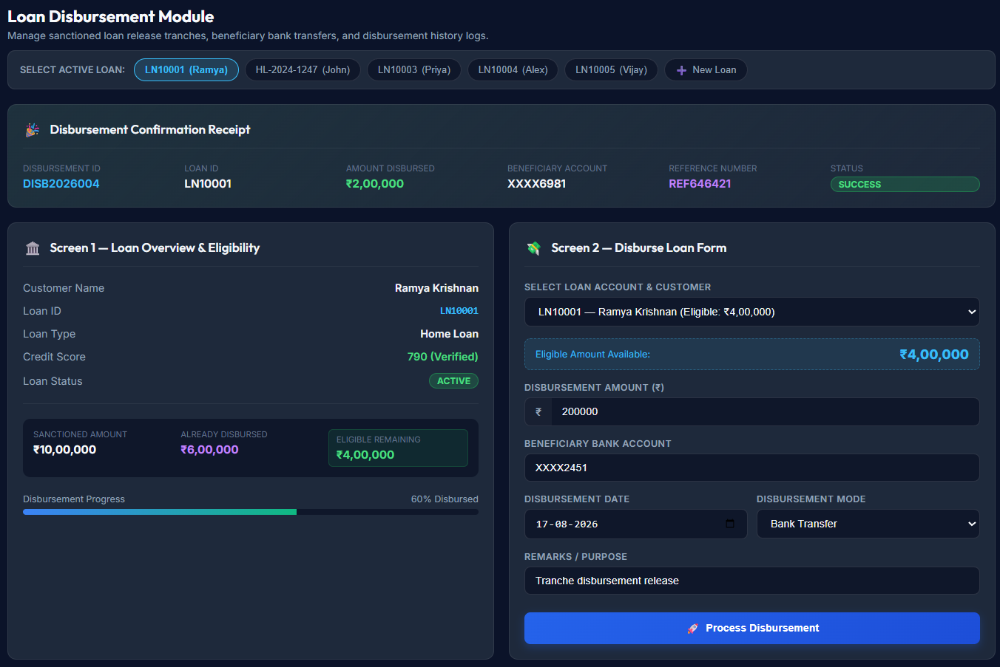 Loan Disbursement Module
Manage sanctioned loan release tranches, beneficiary bank transfers, and disbursement history logs.
SELECT ACTIVE LOAN: LN10001 (Ramya) HL-2024-1247 (John) LN10003 (Priya) LN10004 (Alex) LN10005 (Vijay) + New Loan
Disbursement Confirmation Receipt
DISBURSEMENT ID LOAN ID AMOUNT DISBURSED BENEFICIARY ACCOUNT REFERENCE NUMBER STATUS
DISB2026004 LN10001 ₹2,00,000 XXXX6981 REF646421 SUCCESS
Screen 1 — Loan Overview & Eligibility
Customer Name Ramya Krishnan
Loan ID LN10001
Loan Type Home Loan
Credit Score 790 (Verified)
Loan Status ACTIVE
SANCTIONED AMOUNT ALREADY DISBURSED ELIGIBLE REMAINING
₹10,00,000 ₹6,00,000 ₹4,00,000
Disbursement Progress 60% Disbursed
Screen 2 — Disburse Loan Form
SELECT LOAN ACCOUNT & CUSTOMER
LN10001 — Ramya Krishnan (Eligible: ₹4,00,000)
Eligible Amount Available: ₹4,00,000
DISBURSEMENT AMOUNT (₹)
₹ 200000
BENEFICIARY BANK ACCOUNT
XXXX2451
DISBURSEMENT DATE DISBURSEMENT MODE
17-08-2026 Bank Transfer
REMARKS / PURPOSE
Tranche disbursement release
Process Disbursement